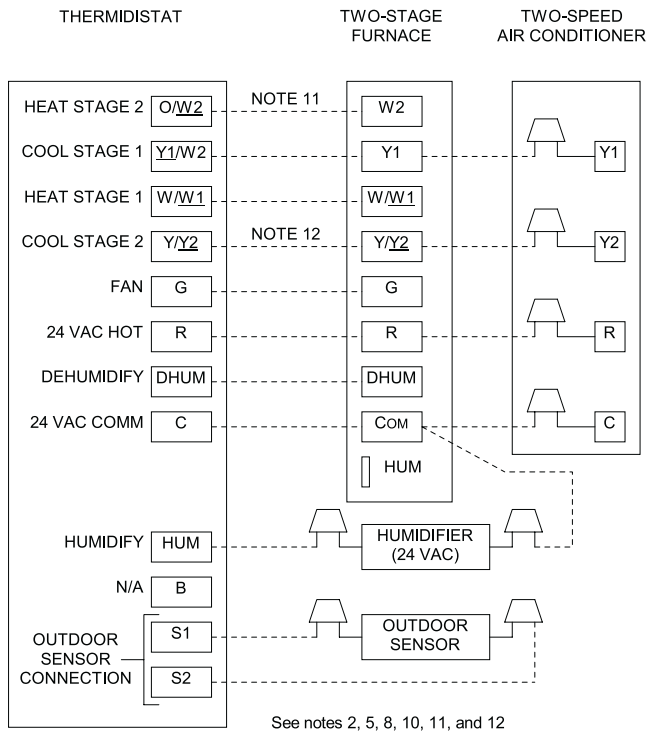 THERMIDISTAT
TWO-STAGE
FURNACE
TWO-SPEED
AIR CONDITIONER
HEAT STAGE 2 O/W2 NOTE 11 W2
COOL STAGE 1 Y1/W2 Y1 Y1
HEAT STAGE 1 W/W1 W/W1
COOL STAGE 2 Y/Y2 NOTE 12 Y/Y2 Y2
FAN G G
24 VAC HOT R R R
DEHUMIDIFY DHUM DHUM
24 VAC COMM C COM C
HUM
HUMIDIFY HUM
HUMIDIFIER
(24 VAC)
N/A B
S1
OUTDOOR
SENSOR
OUTDOOR
SENSOR
CONNECTION
S2
See notes 2, 5, 8, 10, 11, and 12